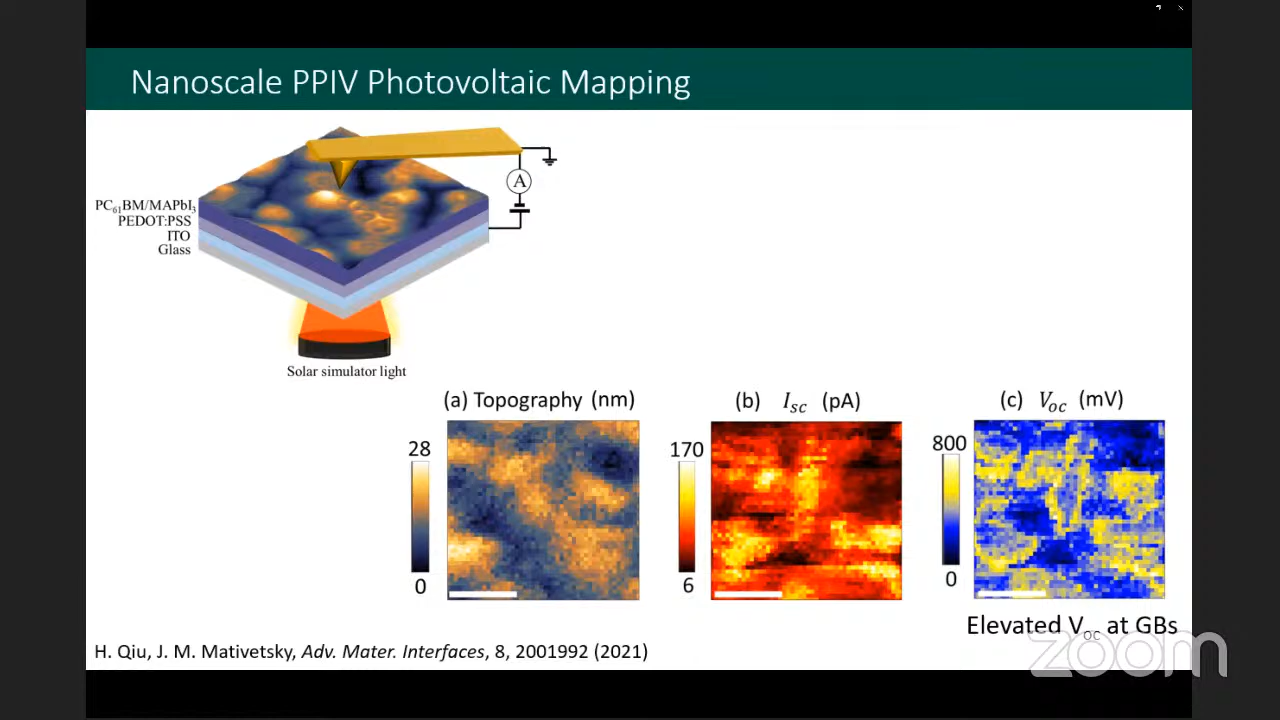 Nanoscale PPIV Photovoltaic Mapping
A
PC61BM/MAPbI3
PEDOT:PSS
ITO
Glass
Solar simulator light
(a) Topography (nm)
28
0
(b) Isc (pA)
170
6
(c) Voc (mV)
800
0
Elevated Voc at GBs
H. Qiu, J. M. Mativetsky, Adv. Mater. Interfaces, 8, 2001992 (2021)
zoom